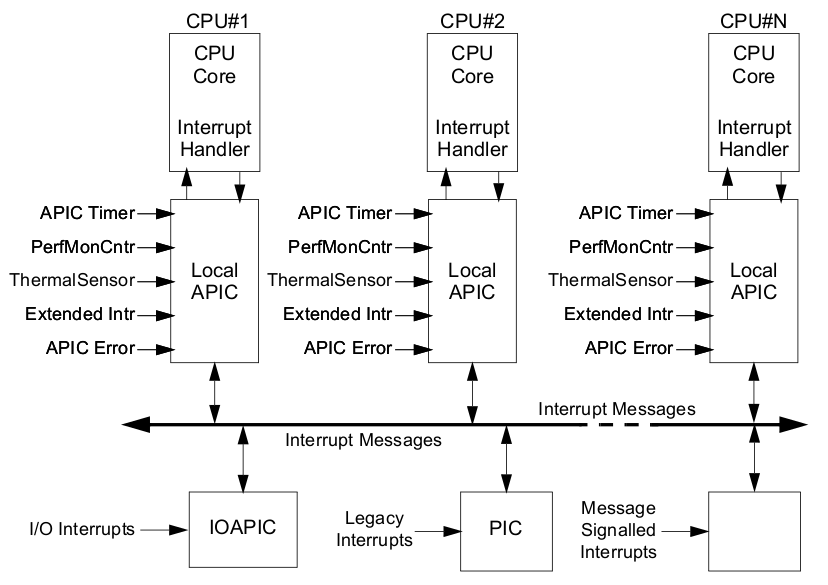 CPU#1
CPU#2
CPU#N
CPU
Core
CPU
Core
CPU
Core
Interrupt
Handler
Interrupt
Handler
Interrupt
Handler
APIC Timer
PerfMonCntr
ThermalSensor
Extended Intr
APIC Error
Local
APIC
APIC Timer
PerfMonCntr
ThermalSensor
Extended Intr
APIC Error
Local
APIC
APIC Timer
PerfMonCntr
ThermalSensor
Extended Intr
APIC Error
Local
APIC
Interrupt Messages
Interrupt Messages
I/O Interrupts
IOAPIC
Legacy
Interrupts
PIC
Message
Signalled
Interrupts